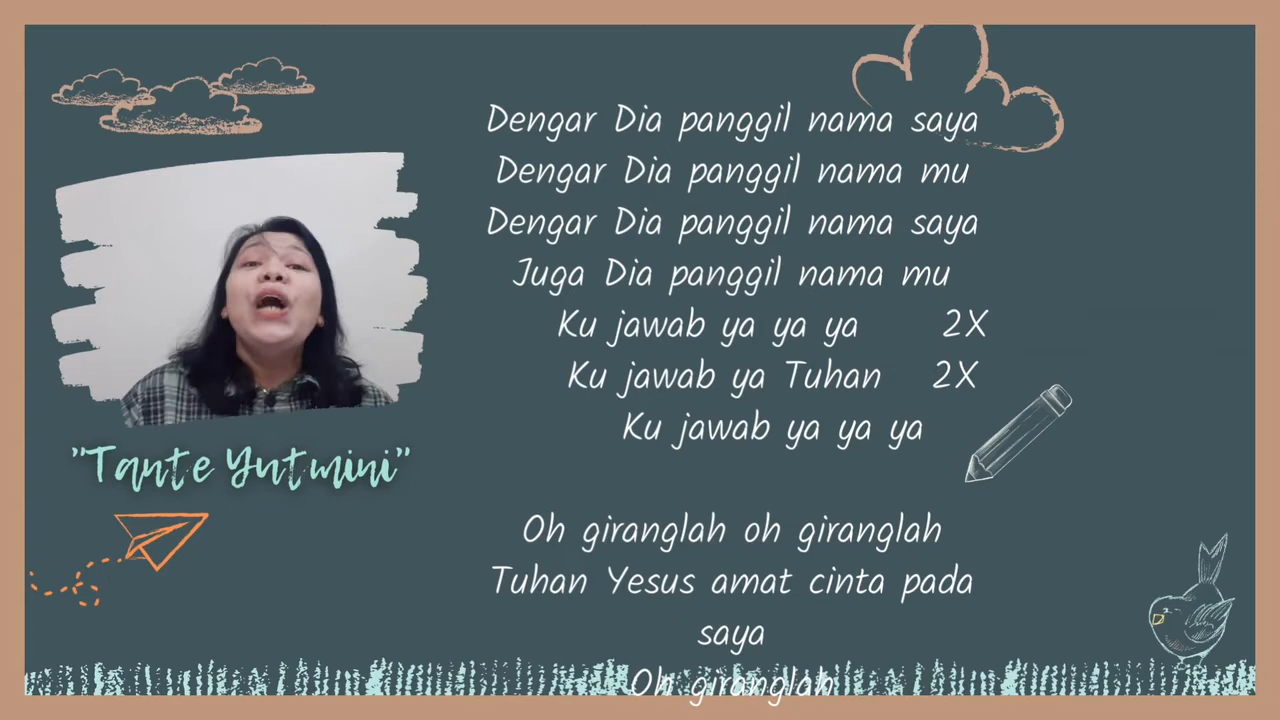 Dengar Dia panggil nama saya
Dengar Dia panggil nama mu
Dengar Dia panggil nama saya
Juga Dia panggil nama mu
Ku jawab ya ya ya 2X
Ku jawab ya Tuhan 2X
Ku jawab ya ya ya
Oh giranglah oh giranglah
Tuhan Yesus amat cinta pada
saya
Oh giranglah
"Tante Yutmini"